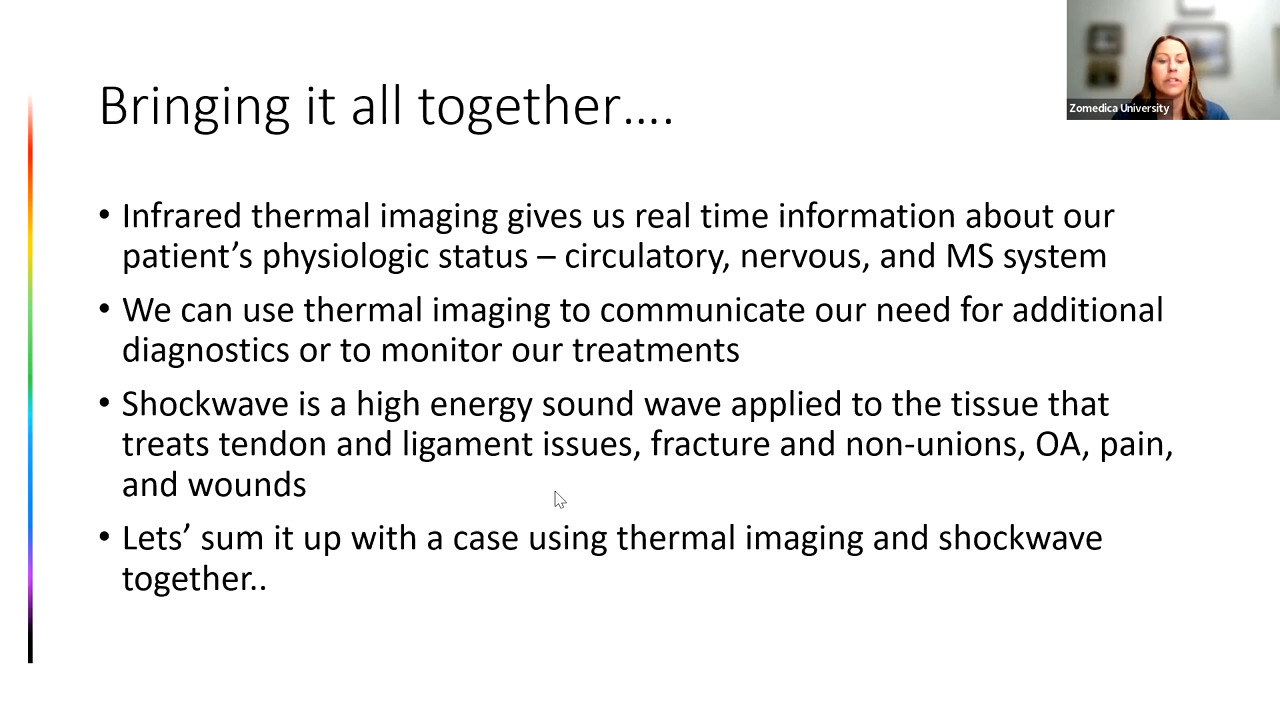 Bringing it all together....
Zomedica University
• Infrared thermal imaging gives us real time information about our
patient’s physiologic status – circulatory, nervous, and MS system
• We can use thermal imaging to communicate our need for additional
diagnostics or to monitor our treatments
• Shockwave is a high energy sound wave applied to the tissue that
treats tendon and ligament issues, fracture and non-unions, OA, pain,
and wounds
• Lets’ sum it up with a case using thermal imaging and shockwave
together..